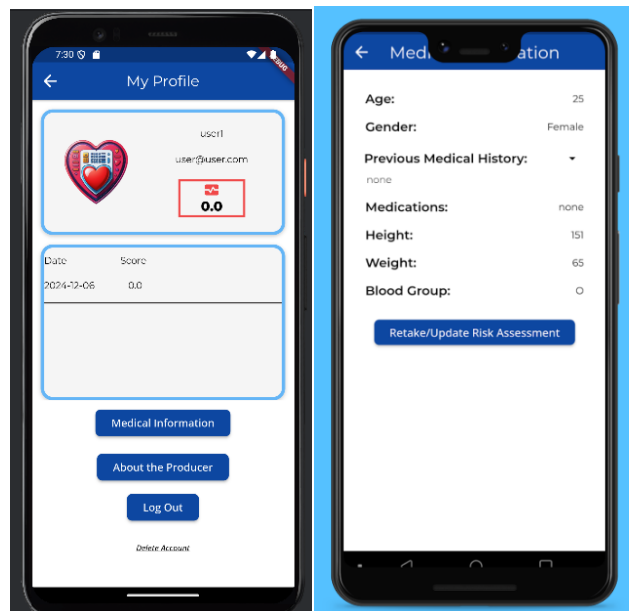 7:30
DEBUG
My Profile
user1
user@user.com
0.0
Date Score
2024-12-06 0.0
Medical Information
About the Producer
Log Out
Delete Account
Age: 25
Gender: Female
Previous Medical History:
none
Medications: none
Height: 151
Weight: 65
Blood Group: O
Retake/Update Risk Assessment